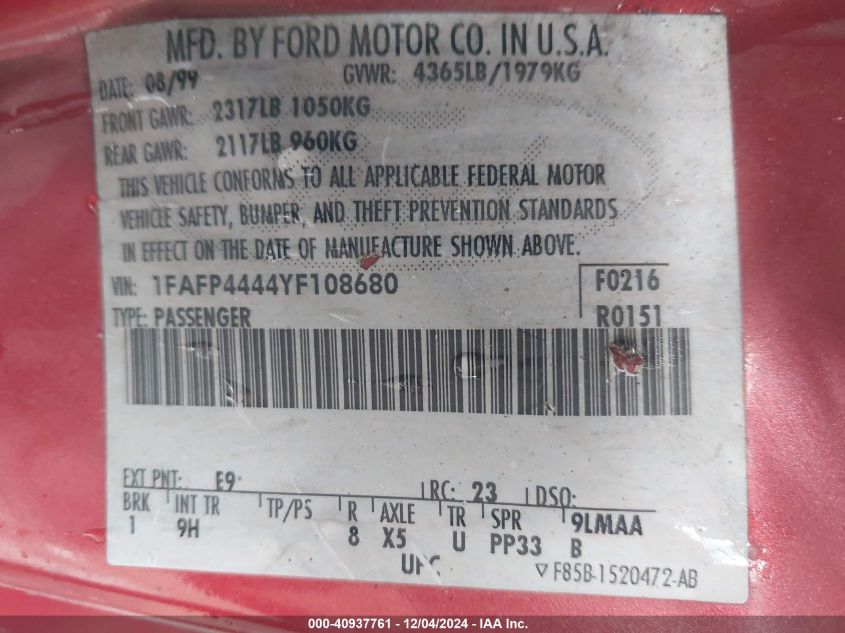 MFD. BY FORD MOTOR CO. IN U.S.A.
DATE: 08/99 GVWR: 4365LB/1979KG
FRONT GAWR: 2317LB 1050KG
REAR GAWR: 2117LB 960KG
THIS VEHICLE CONFORMS TO ALL APPLICABLE FEDERAL MOTOR
VEHICLE SAFETY, BUMPER, AND THEFT PREVENTION STANDARDS
IN EFFECT ON THE DATE OF MANUFACTURE SHOWN ABOVE.
VIN: 1FAFP4444YF108680 F0216
TYPE: PASSENGER R0151
EXT PNT: E9 RC: 23 DSO:
BRK INT TR TP/PS R AXLE TR SPR 9LMAA
1 9H 8 X5 U PP33 B
UPC ▽F85B-1520472-AB
000-40937761 - 12/04/2024 - IAA Inc.